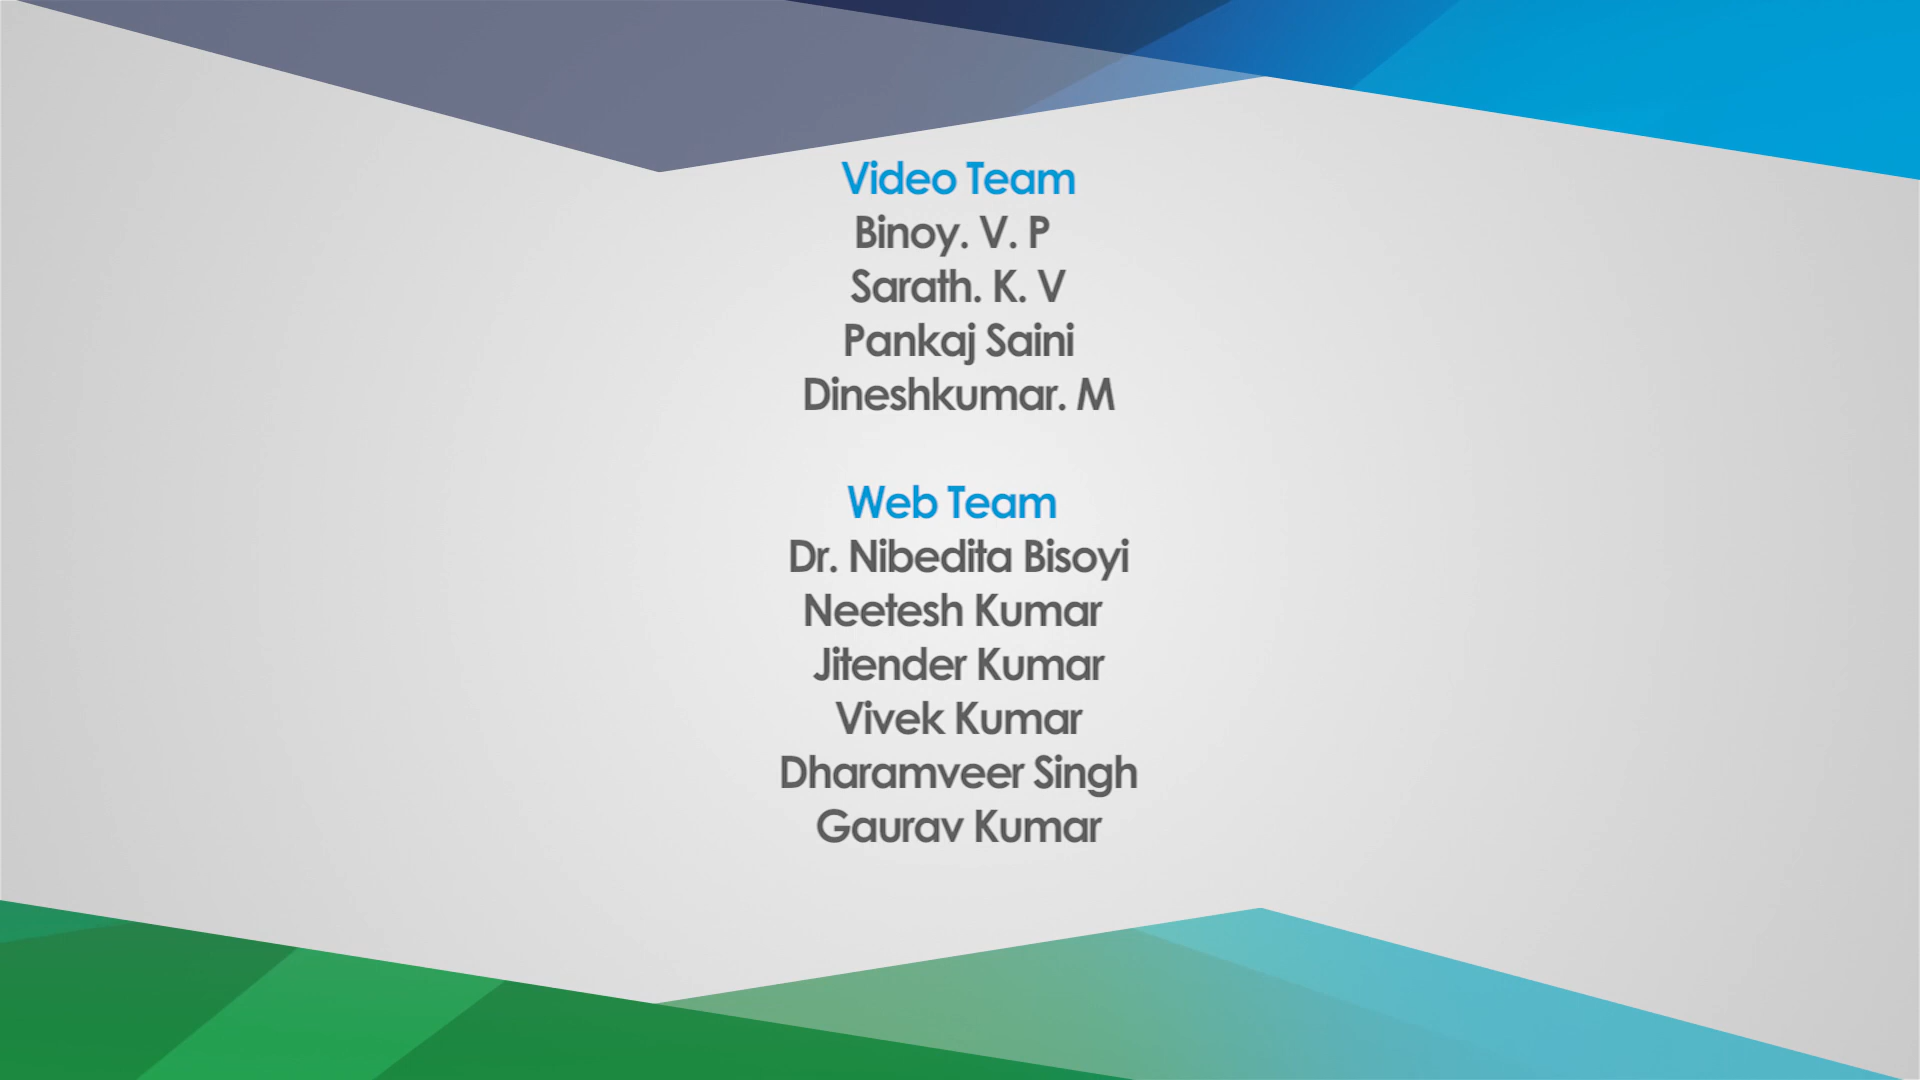 Video Team
Binoy. V. P
Sarath. K. V
Pankaj Saini
Dineshkumar. M
Web Team
Dr. Nibedita Bisoyi
Neetesh Kumar
Jitender Kumar
Vivek Kumar
Dharamveer Singh
Gaurav Kumar